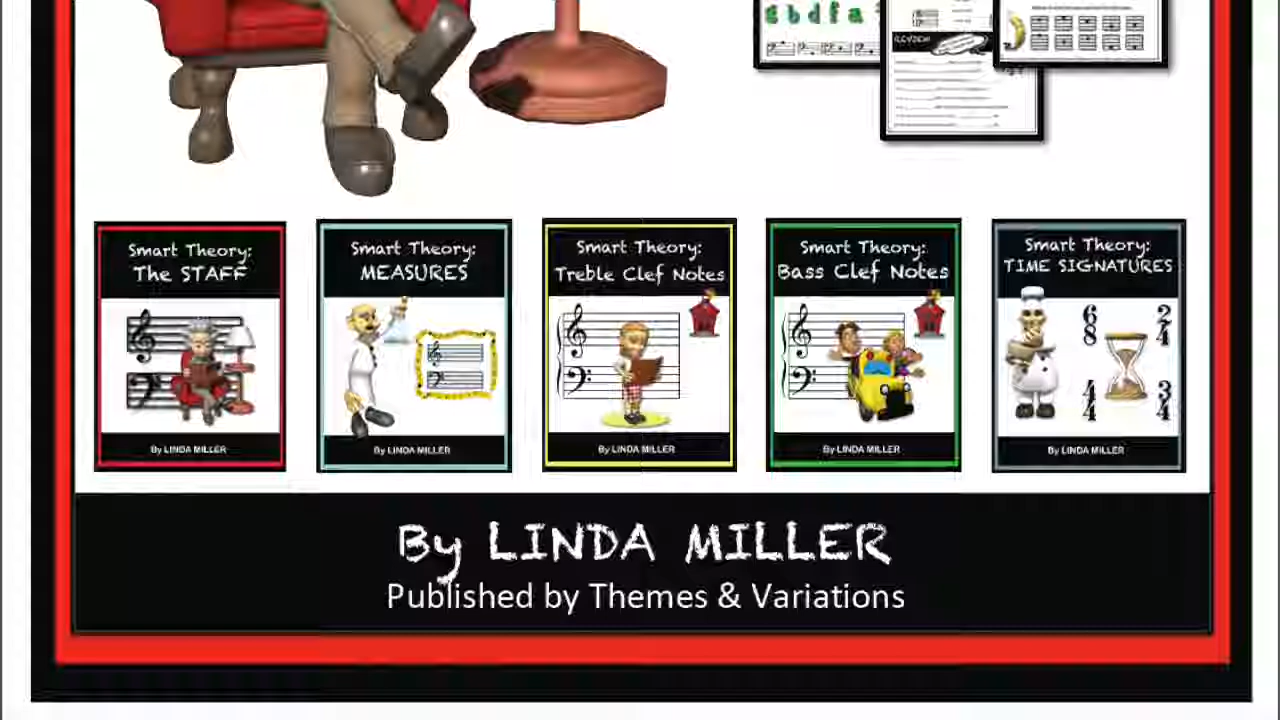 REVIEW
Smart Theory:
The STAFF
By LINDA MILLER
Smart Theory:
MEASURES
By LINDA MILLER
Smart Theory:
Treble Clef Notes
By LINDA MILLER
Smart Theory:
Bass Clef Notes
By LINDA MILLER
Smart Theory:
TIME SIGNATURES
6
8
2
4
4
4
3
4
By LINDA MILLER
By LINDA MILLER
Published by Themes & Variations